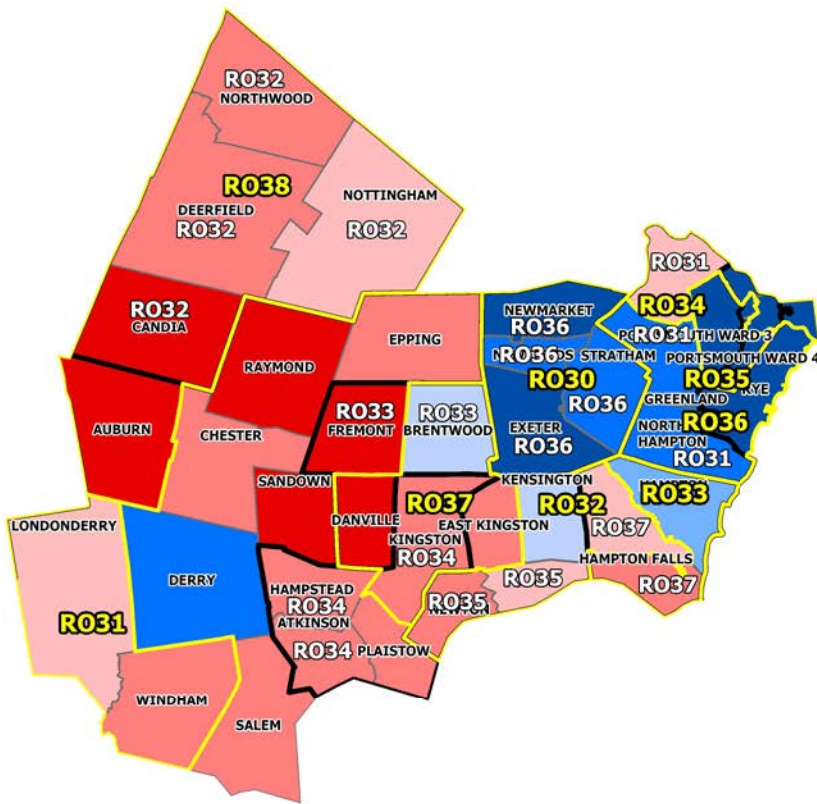 RO32
NORTHWOOD
RO38
DEERFIELD
RO32
NOTTINGHAM
RO32
RO32
CANDIA
RAYMOND
EPPING
AUBURN
CHESTER
RO33
FREMONT
RO33
BRENTWOOD
NEWMARKET
RO36
RO36
STRATHAM
RO30
RO36
EXETER
RO36
RO31
RO34
RO31
WARD 3
PORTSMOUTH WARD 4
RO35
RYE
GREENLAND
RO36
NORTH
HAMPTON
RO31
SANDOWN
DANVILLE
RO37
KINGSTON
RO34
EAST KINGSTON
KENSINGTON
RO32
RO37
RO33
HAMPTON FALLS
RO37
RO35
RO35
LONDONDERRY
RO31
DERRY
HAMPSTEAD
RO34
ATKINSON
RO34
PLAISTOW
WINDHAM
SALEM